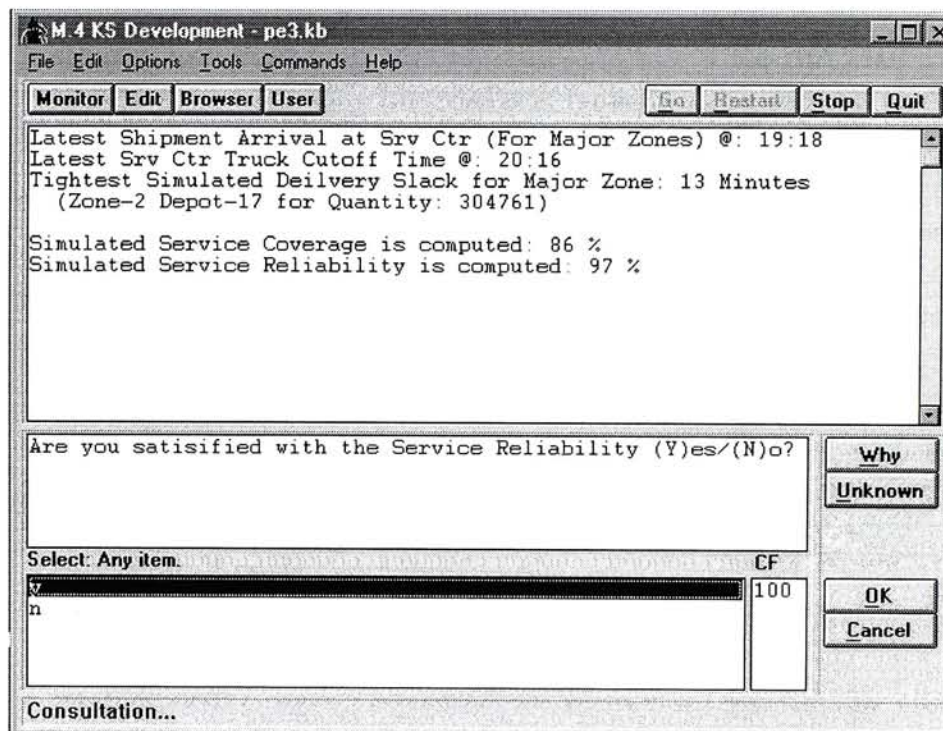 M.4 KS Development - pe3.kb
File Edit Options Tools Commands Help
Monitor Edit Browser User Go Restart Stop Quit
Latest Shipment Arrival at Srv Ctr (For Major Zones) @: 19:18
Latest Srv Ctr Truck Cutoff Time @: 20:16
Tightest Simulated Deilvery Slack for Major Zone: 13 Minutes
(Zone-2 Depot-17 for Quantity: 304761)
Simulated Service Coverage is computed: 86 %
Simulated Service Reliability is computed: 97 %
Are you satisified with the Service Reliability (Y)es/(N)o?
Why
Unknown
Select: Any item.
CF
y
100
n
OK
Cancel
Consultation...